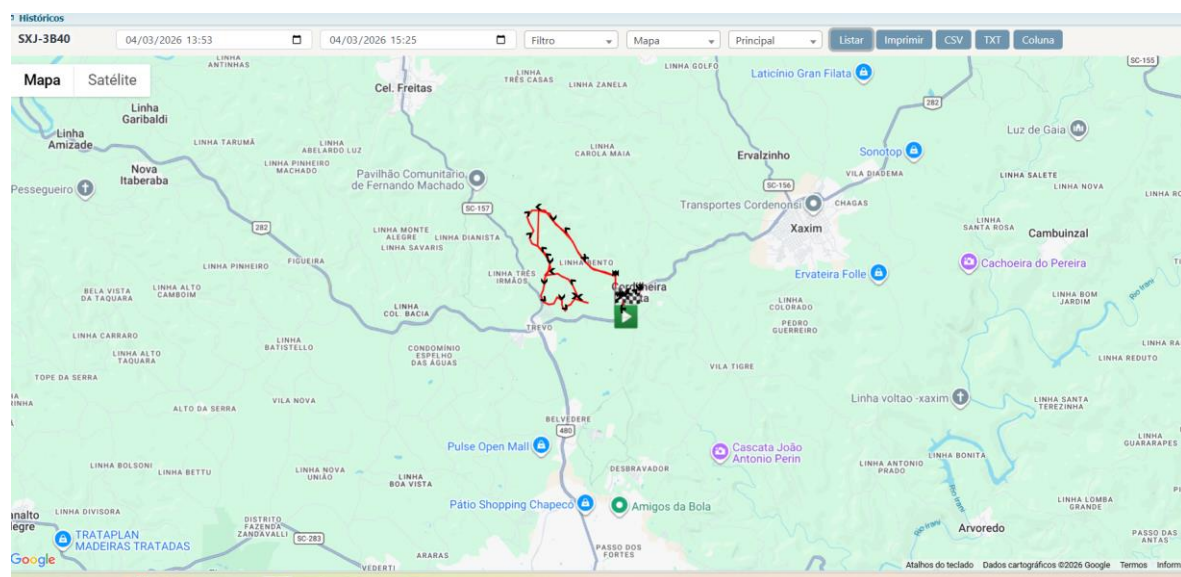 Históricos
SXJ-3B40
04/03/2026 13:53
04/03/2026 15:25
Filtro
Mapa
Principal
Listar
Imprimir
CSV
TXT
Coluna
Mapa
Satélite
LINHA
ANTINHAS
Cel. Freitas
LINHA
TRÊS CASAS
LINHA ZANELA
LINHA GOLFO
Laticínio Gran Filata
SC-155
282
Linha
Garibaldi
Linha
Amizade
LINHA TARUMÃ
LINHA
ABELARDO LUZ
LINHA
CAROLA MAIA
Luz de Gaia
Ervalzinho
Sonotop
Nova
Itaberaba
LINHA PINHEIRO
MACHADO
Pavilhão Comunitario
de Fernando Machado
Pessegueiro
SC-156
VILA DIADEMA
LINHA SALETE
LINHA NOVA
SC-157
Transportes Cordenonsi
CHAGAS
282
LINHA MONTE
ALEGRE
LINHA DIANISTA
LINHA SAVARIS
Xaxim
LINHA
SANTA ROSA
Cambuinzal
LINHA PINHEIRO
FIGUEIRA
LINHA BENTO
LINHA TRÊS
IRMÃOS
Ervateira Folle
Cachoeira do Pereira
BELA VISTA
DA TAQUARA
LINHA ALTO
CAMBOIM
LINHA
COL. BACIA
TREVO
LINHA
COLORADO
LINHA BOM
JARDIM
Rio Irani
PEDRO
GUERREIRO
LINHA CARRARO
LINHA
BATISTELLO
LINHA ALTO
TAQUARA
CONDOMÍNIO
ESPELHO
DAS ÁGUAS
LINHA REDUTO
TOPE DA SERRA
VILA TIGRE
ALTO DA SERRA
VILA NOVA
Linha voltao -xaxim
LINHA SANTA
TEREZINHA
BELVEDERE
480
Pulse Open Mall
Cascata João
Antonio Perin
LINHA
GUARARAPES
LINHA BONITA
LINHA BOLSONI
LINHA BETTU
LINHA NOVA
UNIÃO
LINHA
BOA VISTA
DESBRAVADOR
LINHA ANTONIO
PRADO
Pátio Shopping Chapecó
Amigos da Bola
Rio Irani
LINHA LOMBA
GRANDE
LINHA DIVISORA
DISTRITO
FAZENDA
ZANDAVALLI
SC-283
TRATAPLAN
MADEIRAS TRATADAS
Rio Irani
Arvoredo
PASSO DAS
ANTAS
ARARAS
PASSO DOS
FORTES
VEDERTI
Google
Atalhos do teclado
Dados cartográficos ©2026 Google
Termos